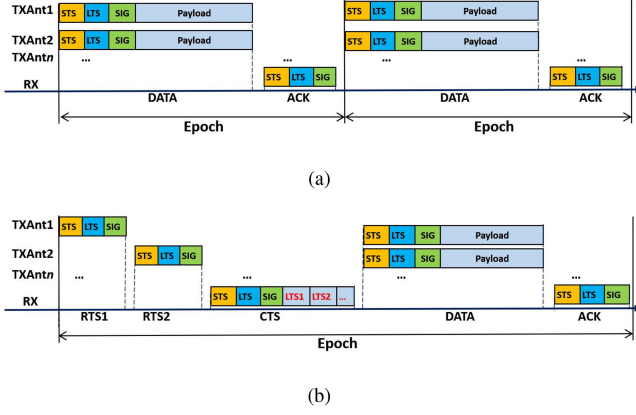 TXAnt1 STS LTS SIG Payload STS LTS SIG Payload
TXAnt2 STS LTS SIG Payload STS LTS SIG Payload
TXAntn ... ... ... ...
RX STS LTS SIG STS LTS SIG
DATA ACK DATA ACK
Epoch Epoch
(a)
TXAnt1 STS LTS SIG STS LTS SIG Payload
TXAnt2 STS LTS SIG STS LTS SIG Payload
TXAntn ... ... ... ...
RX STS LTS SIG LTS1 LTS2 ... STS LTS SIG
RTS1 RTS2 CTS DATA ACK
Epoch
(b)